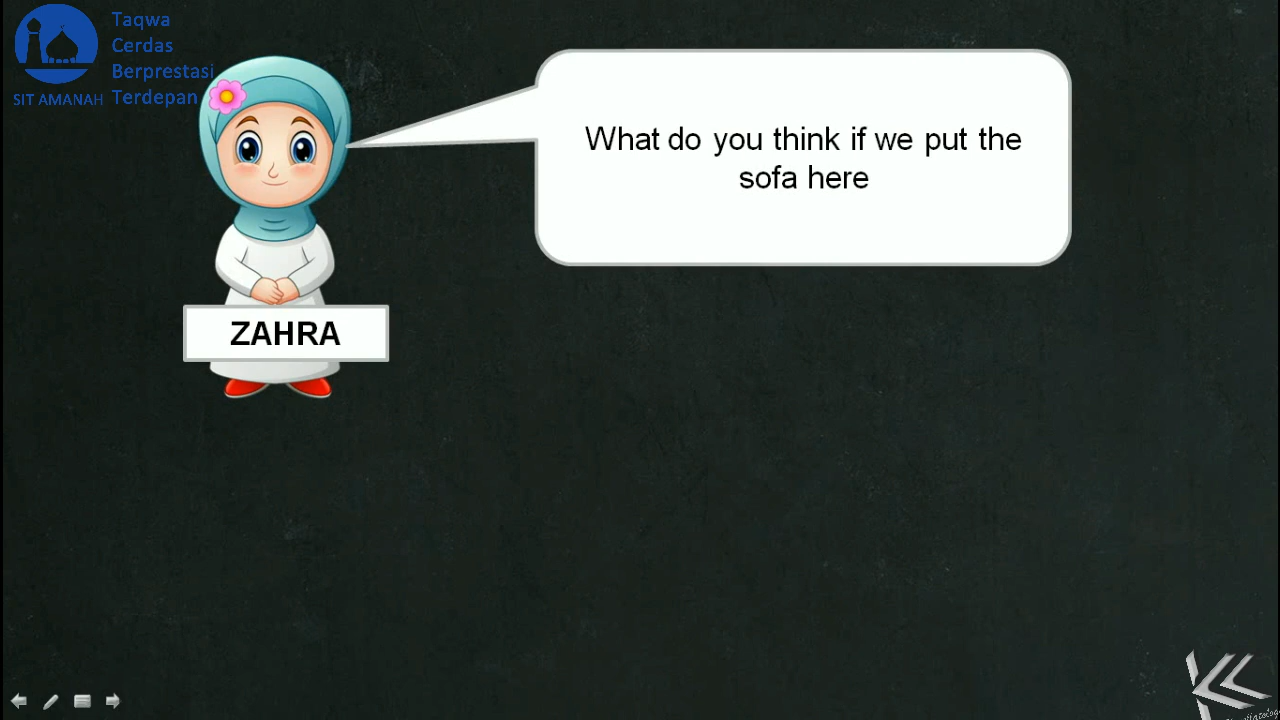 Taqwa
Cerdas
Berprestasi
Terdepan
SIT AMANAH
What do you think if we put the
sofa here
ZAHRA